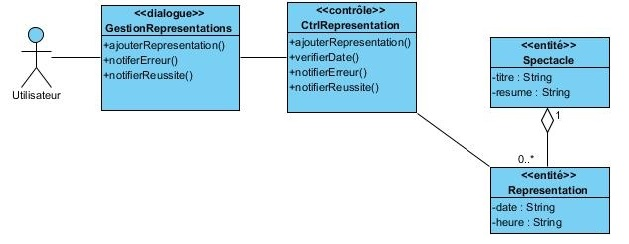 Utilisateur
<<dialogue>>
GestionRepresentations
+ajouterRepresentation()
+notiferErreur()
+notifierReussite()
<<contrôle>>
CtrlRepresentation
+ajouterRepresentation()
+verifierDate()
+notifierErreur()
+notifierReussite()
<<entité>>
Spectacle
-titre : String
-resume : String
1
0..*
<<entité>>
Representation
-date : String
-heure : String